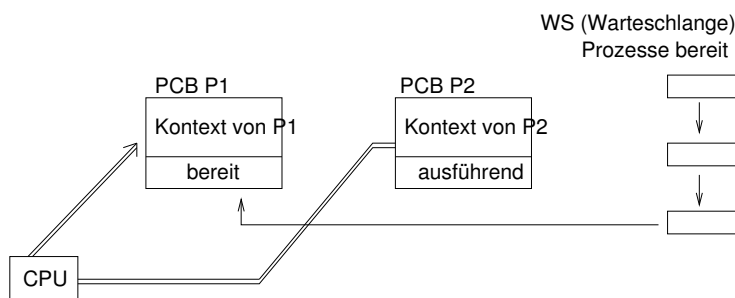 WS (Warteschlange)
Prozesse bereit
PCB P1
PCB P2
Kontext von P1
Kontext von P2
bereit
ausführend
CPU